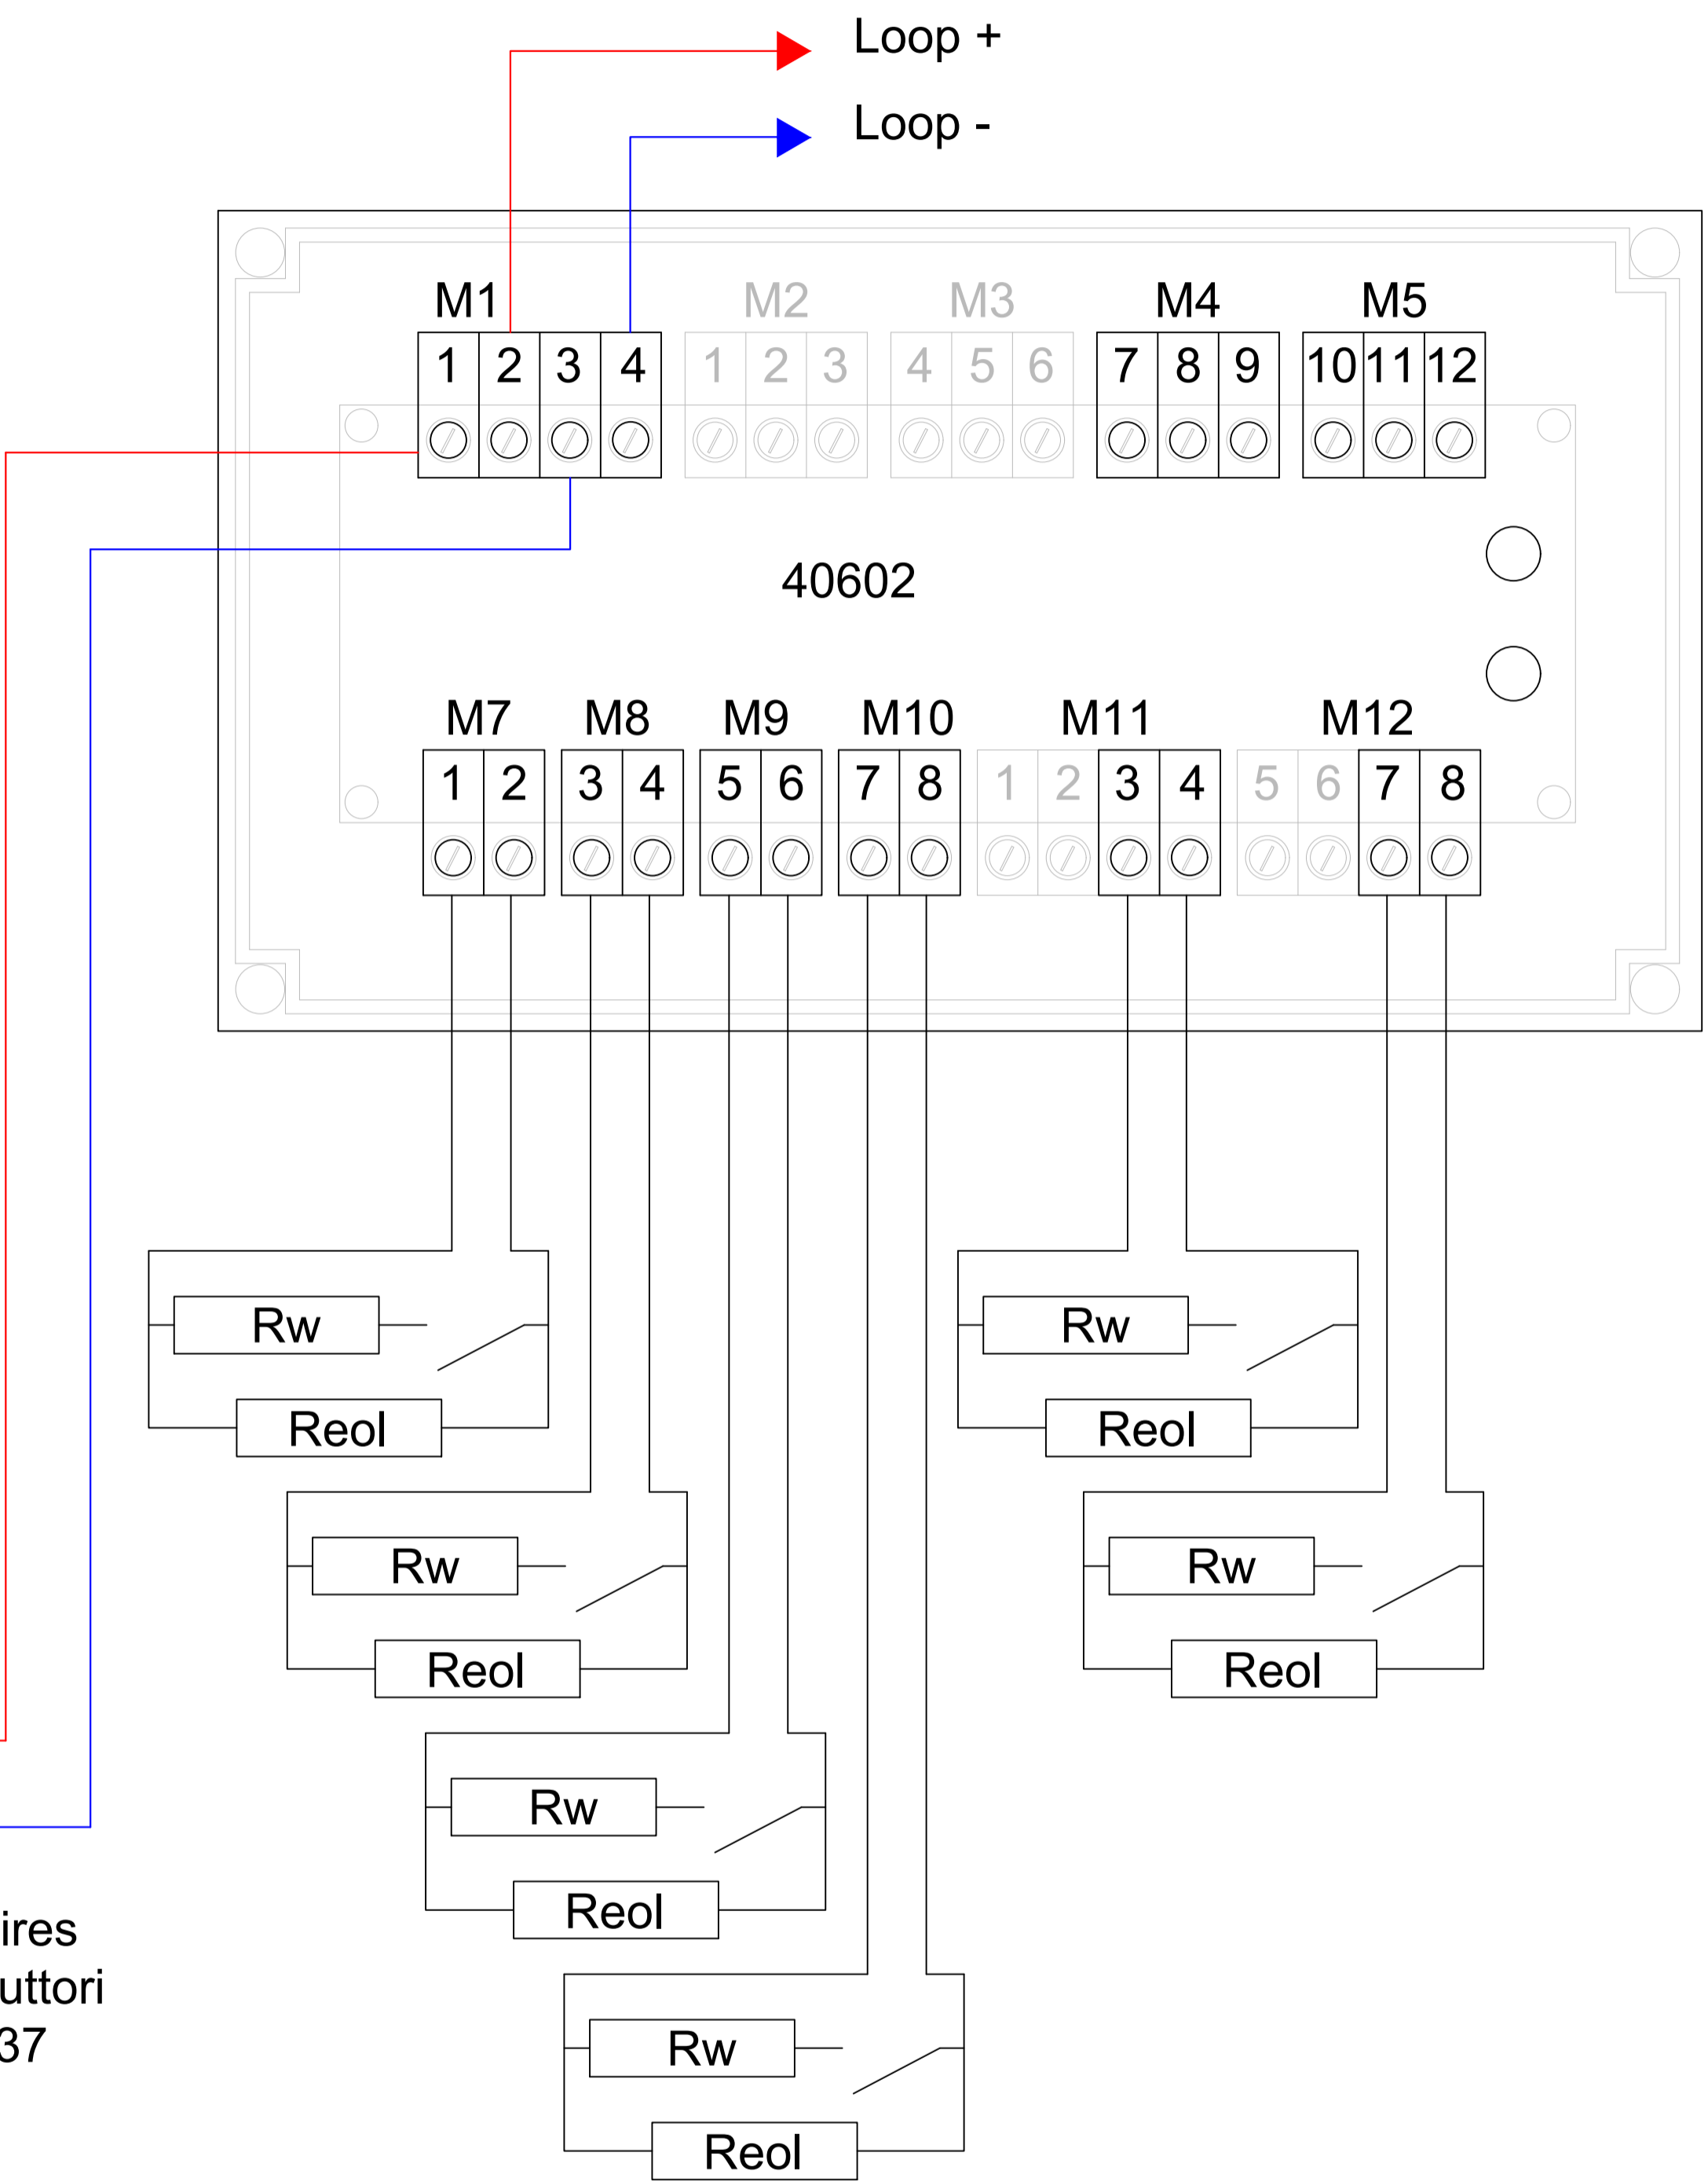 Loop +
Loop -
M1 M2 M3 M4 M5
1 2 3 4 1 2 3 4 5 6 7 8 9 10 11 12
40602
M7 M8 M9 M10 M11 M12
1 2 3 4 5 6 7 8 1 2 3 4 5 6 7 8
Rw Rw
Reol Reol
Rw Rw
Reol Reol
Rw
Reol
ires
uttori
37
Rw
Reol